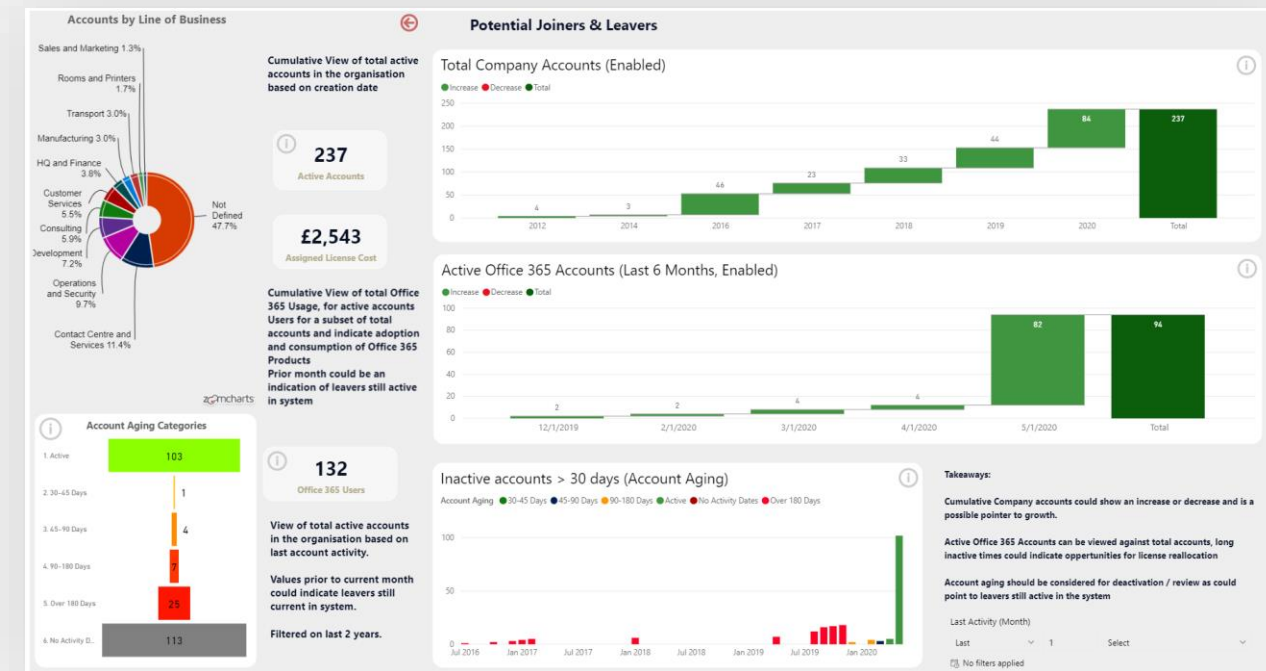 Accounts by Line of Business
Sales and Marketing 1.3%
Rooms and Printers
1.7%
Transport 3.0%
Manufacturing 3.0%
HQ and Finance
3.8%
Customer
Services
5.5%
Consulting
5.9%
Development
7.2%
Operations
and Security
9.7%
Contact Centre and
Services 11.4%
Not
Defined
47.7%
zoomcharts
Account Aging Categories
1. Active
103
2. 30-45 Days
1
3. 45-90 Days
4
4. 90-180 Days
7
5. Over 180 Days
25
6. No Activity D...
113
Cumulative View of total active
accounts in the organisation
based on creation date
237
Active Accounts
£2,543
Assigned License Cost
Cumulative View of total Office
365 Usage, for active accounts
Users for a subset of total
accounts and indicate adoption
and consumption of Office 365
Products
Prior month could be an
indication of leavers still active
in system
132
Office 365 Users
View of total active accounts
in the organisation based on
last account activity.
Values prior to current month
could indicate leavers still
current in system.
Filtered on last 2 years.
Potential Joiners & Leavers
Total Company Accounts (Enabled)
Increase Decrease Total
250
200
150
100
50
0
4
3
46
23
33
44
84
237
2012 2014 2016 2017 2018 2019 2020 Total
Active Office 365 Accounts (Last 6 Months, Enabled)
Increase Decrease Total
100
80
60
40
20
0
2
2
4
4
82
94
12/1/2019 2/1/2020 3/1/2020 4/1/2020 5/1/2020 Total
Inactive accounts > 30 days (Account Aging)
Account Aging 30-45 Days 45-90 Days 90-180 Days Active No Activity Dates Over 180 Days
100
50
0
Jul 2016 Jan 2017 Jul 2017 Jan 2018 Jul 2018 Jan 2019 Jul 2019 Jan 2020
Takeaways:
Cumulative Company accounts could show an increase or decrease and is a
possible pointer to growth.
Active Office 365 Accounts can be viewed against total accounts, long
inactive times could indicate oppertunities for license reallocation
Account aging should be considered for deactivation / review as could
point to leavers still active in the system
Last Activity (Month)
Last 1 Select
No filters applied